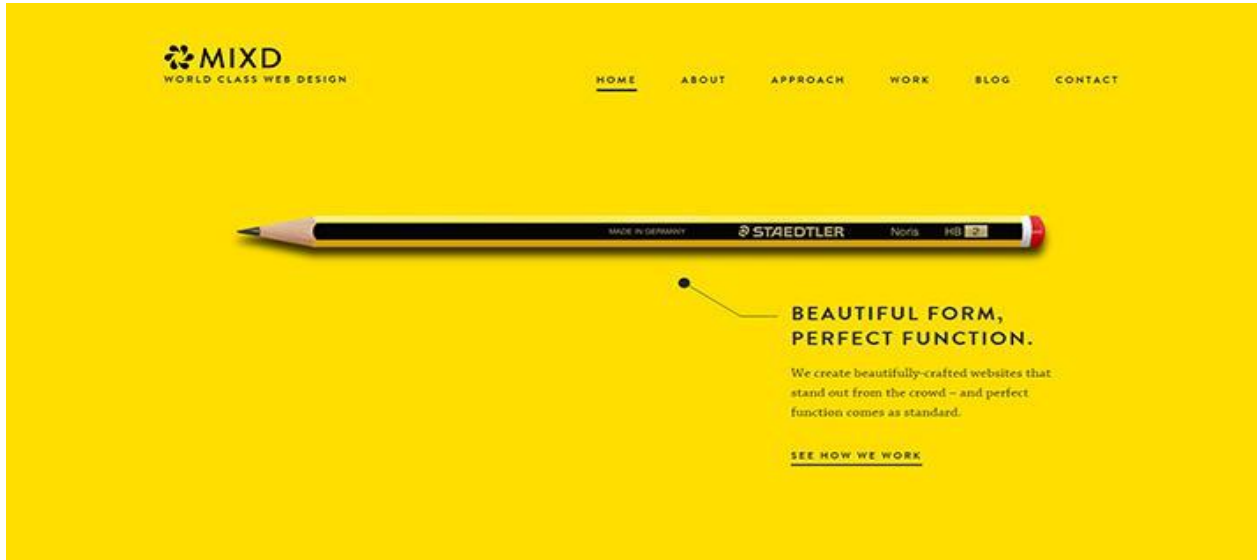 MIXD
WORLD CLASS WEB DESIGN
HOME ABOUT APPROACH WORK BLOG CONTACT
MADE IN GERMANY STAEDTLER Noris HB 2
BEAUTIFUL FORM,
PERFECT FUNCTION.
We create beautifully-crafted websites that
stand out from the crowd – and perfect
function comes as standard.
SEE HOW WE WORK